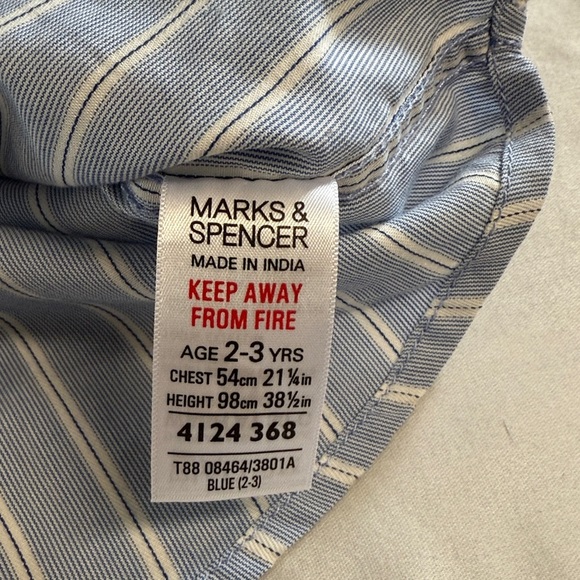 MARKS &
SPENCER
MADE IN INDIA
KEEP AWAY
FROM FIRE
AGE 2-3 YRS
CHEST 54cm 21¼in
HEIGHT 98cm 38½in
4124 368
T88 08464/3801A
BLUE (2-3)